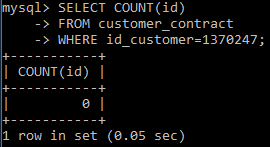 mysql> SELECT COUNT(id)
    -> FROM customer_contract
    -> WHERE id_customer=1370247;
+-----------+
| COUNT(id) |
+-----------+
|         0 |
+-----------+
1 row in set (0.05 sec)